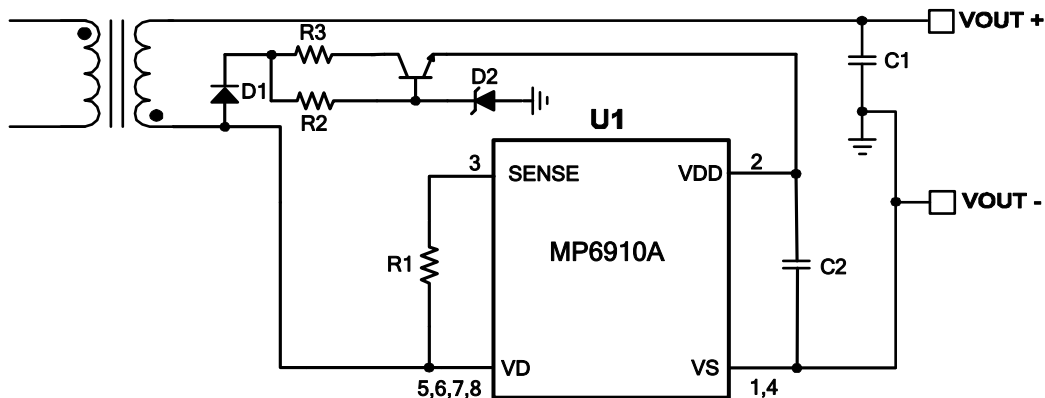 VOUT +
R3
C1
D1
D2
R2
U1
3
SENSE
VDD
2
VOUT -
MP6910A
R1
C2
VD
VS
5,6,7,8
1,4